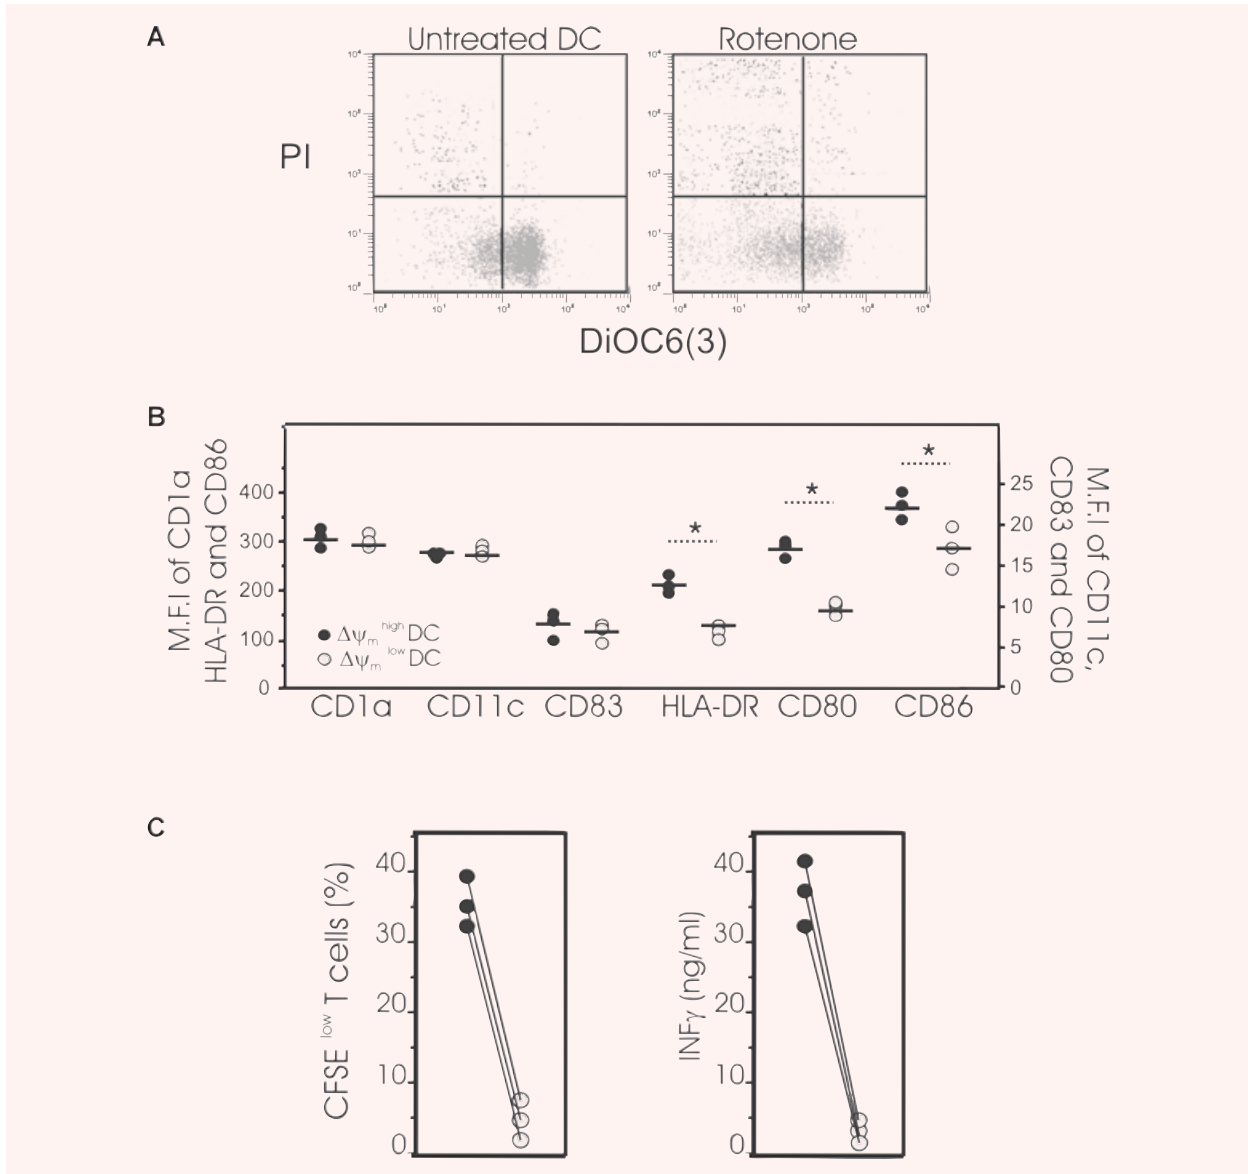 A
Untreated DC
Rotenone
PI
DiOC6(3)
B
M.F.I of CD1a
HLA-DR and CD86
400
300
200
100
0
25
20
15
10
5
0
M.F.I of CD11c,
CD83 and CD80
*
*
*
Δψm high DC
Δψm low DC
CD1a CD11c CD83 HLA-DR CD80 CD86
C
CFSE low T cells (%)
40
30
20
10
0
INFγ (ng/ml)
40
30
20
10
0